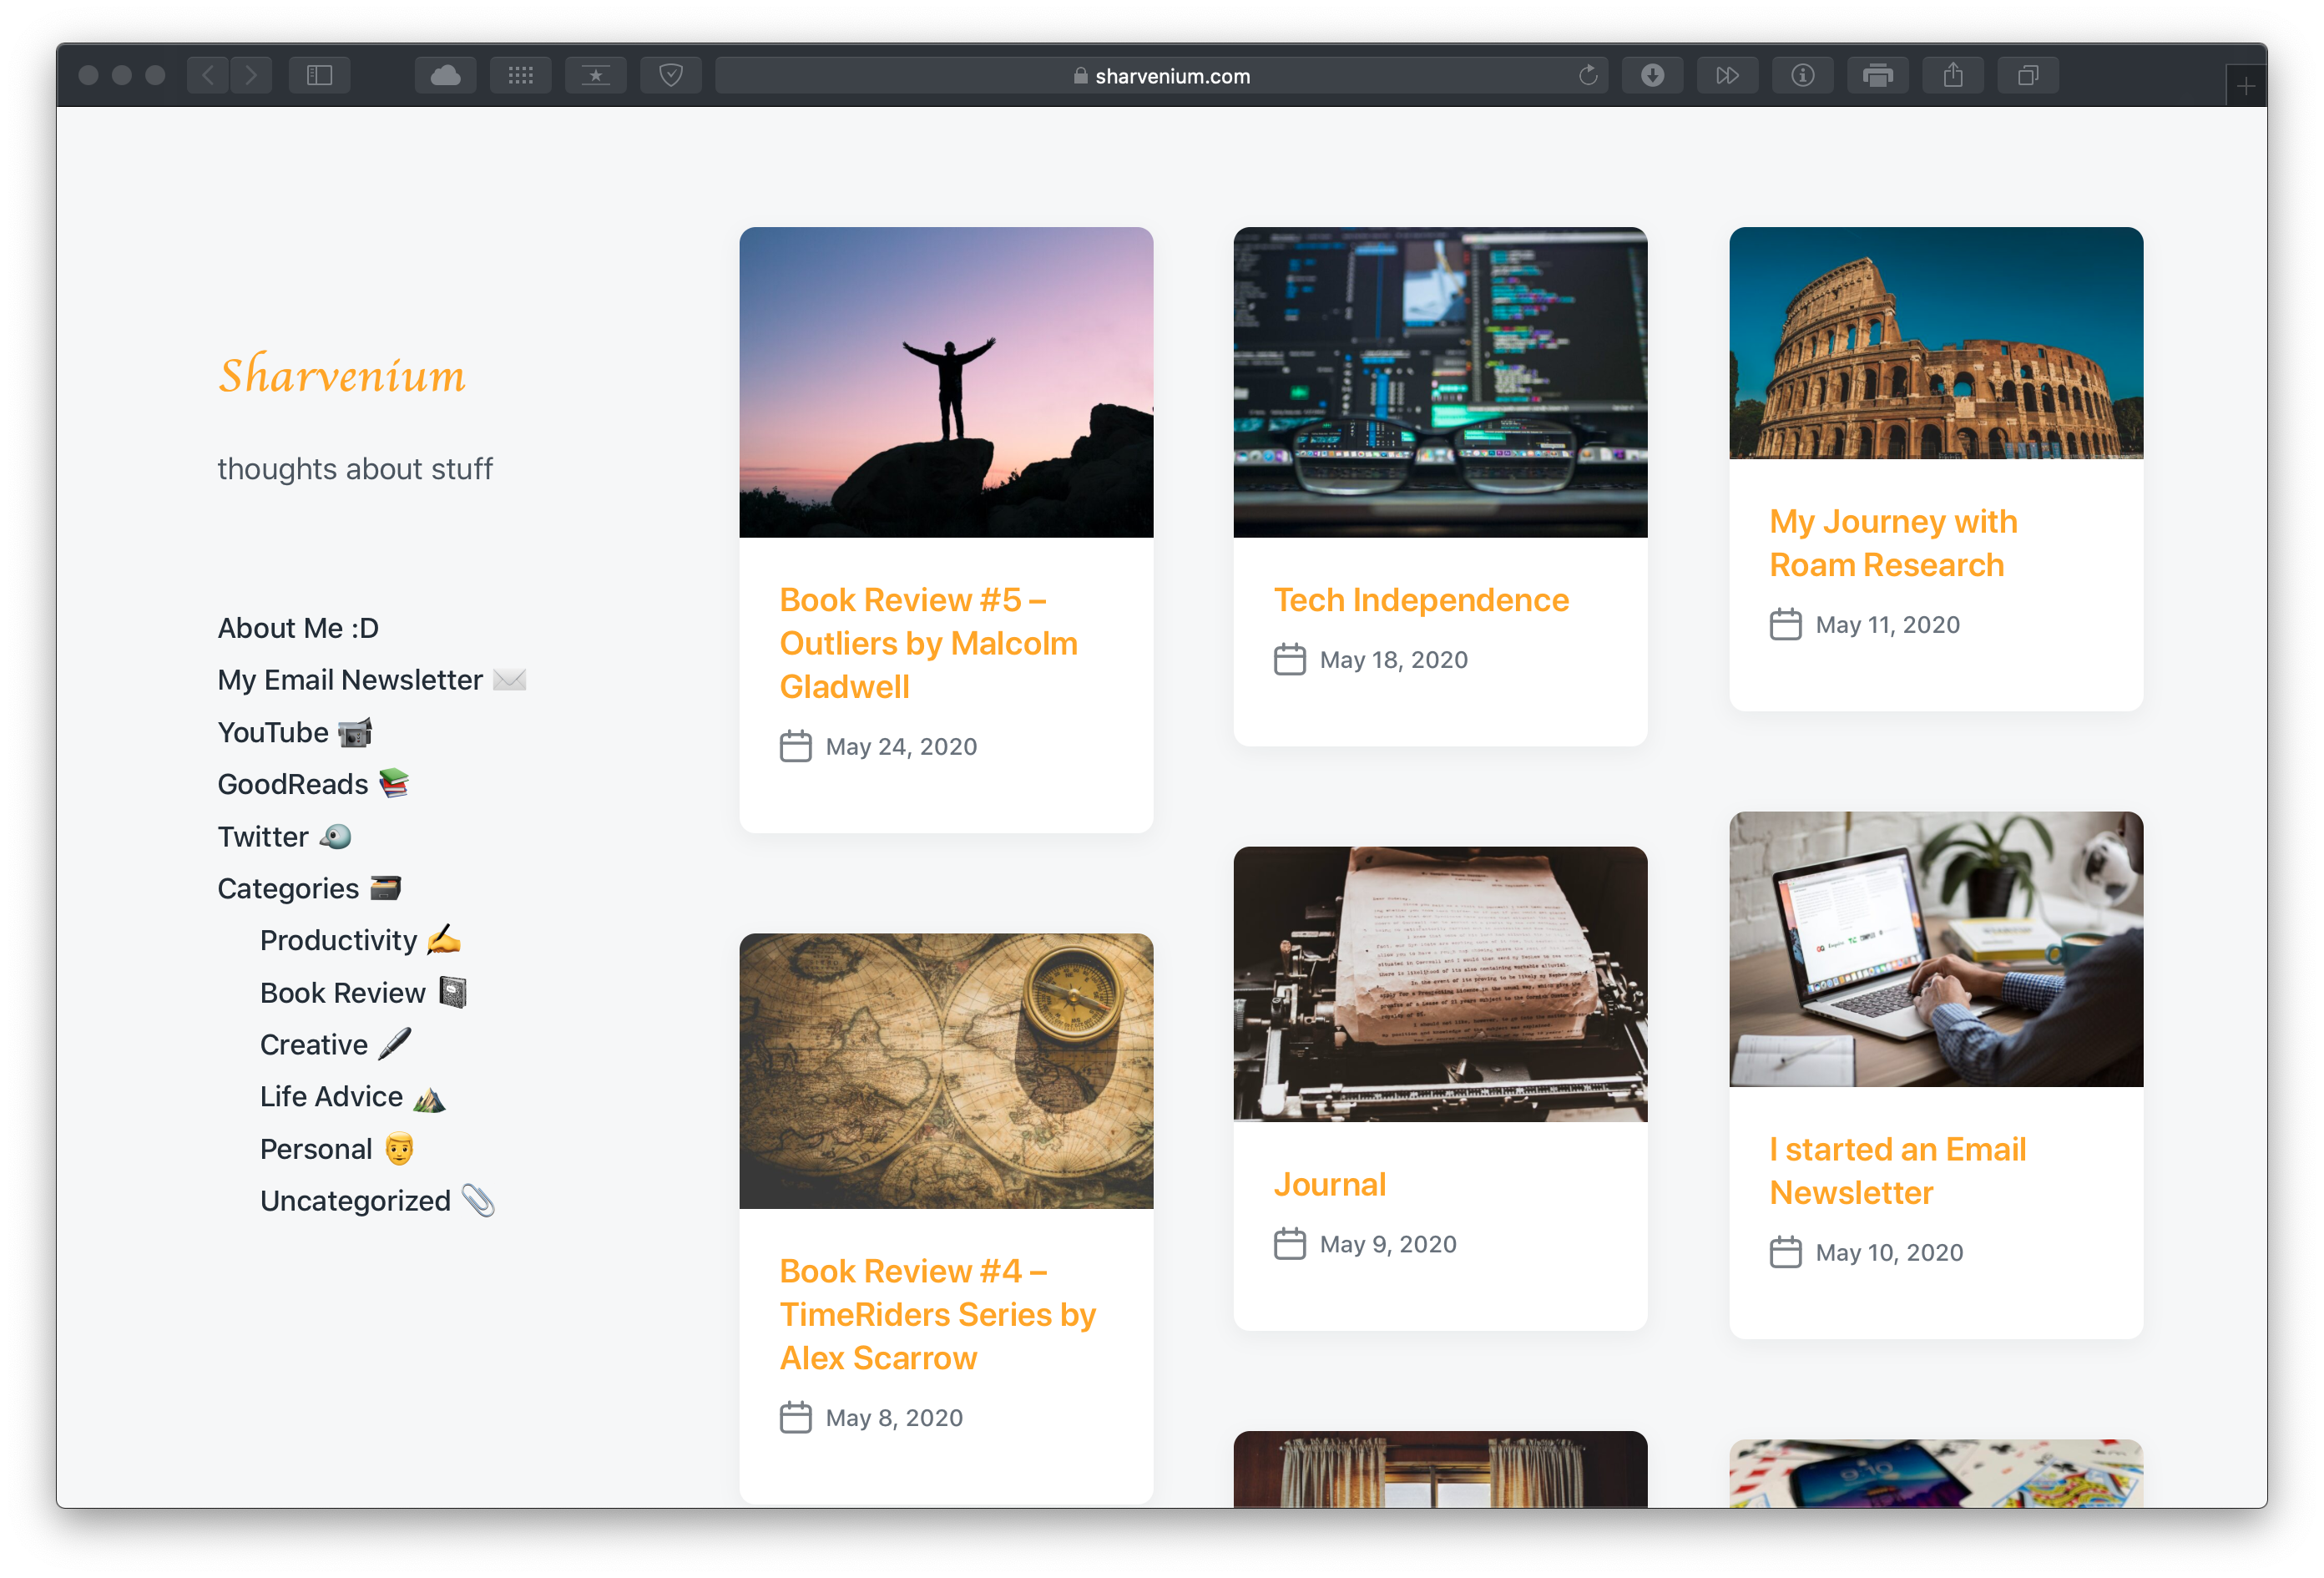 sharvenium.com
Sharvenium
thoughts about stuff
About Me :D
My Email Newsletter
YouTube
GoodReads
Twitter
Categories
Productivity
Book Review
Creative
Life Advice
Personal
Uncategorized
Book Review #5 –
Outliers by Malcolm
Gladwell
May 24, 2020
Tech Independence
May 18, 2020
My Journey with
Roam Research
May 11, 2020
Book Review #4 –
TimeRiders Series by
Alex Scarrow
May 8, 2020
Journal
May 9, 2020
I started an Email
Newsletter
May 10, 2020